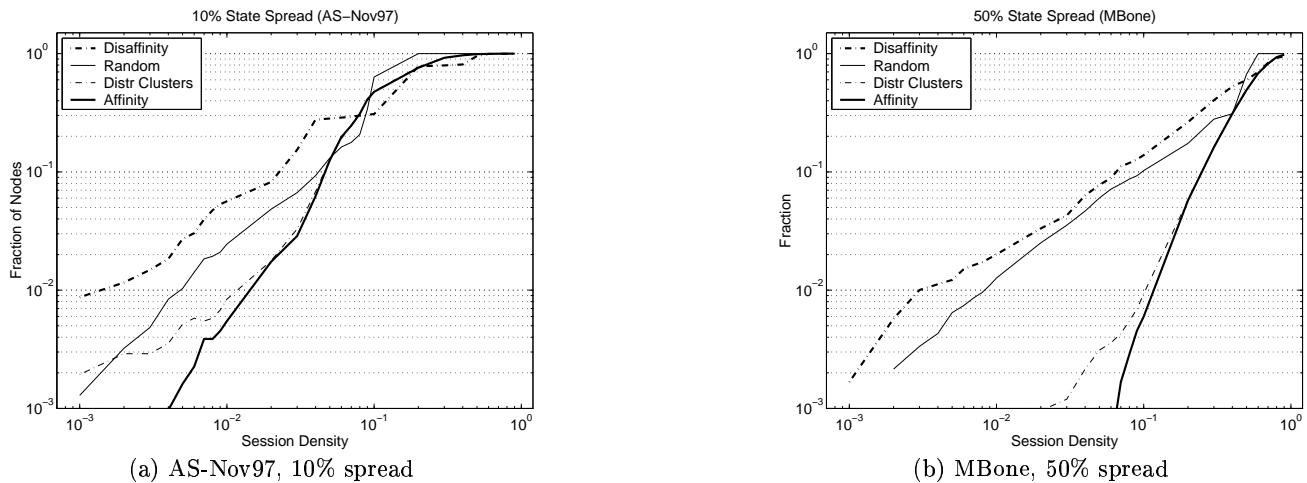 10% State Spread (AS-Nov97)
10^0
10^-1
10^-2
10^-3
Fraction of Nodes
Disaffinity
Random
Distr Clusters
Affinity
10^-3
10^-2
10^-1
10^0
Session Density
(a) AS-Nov97, 10% spread
50% State Spread (MBone)
10^0
10^-1
10^-2
10^-3
Fraction
Disaffinity
Random
Distr Clusters
Affinity
10^-3
10^-2
10^-1
10^0
Session Density
(b) MBone, 50% spread